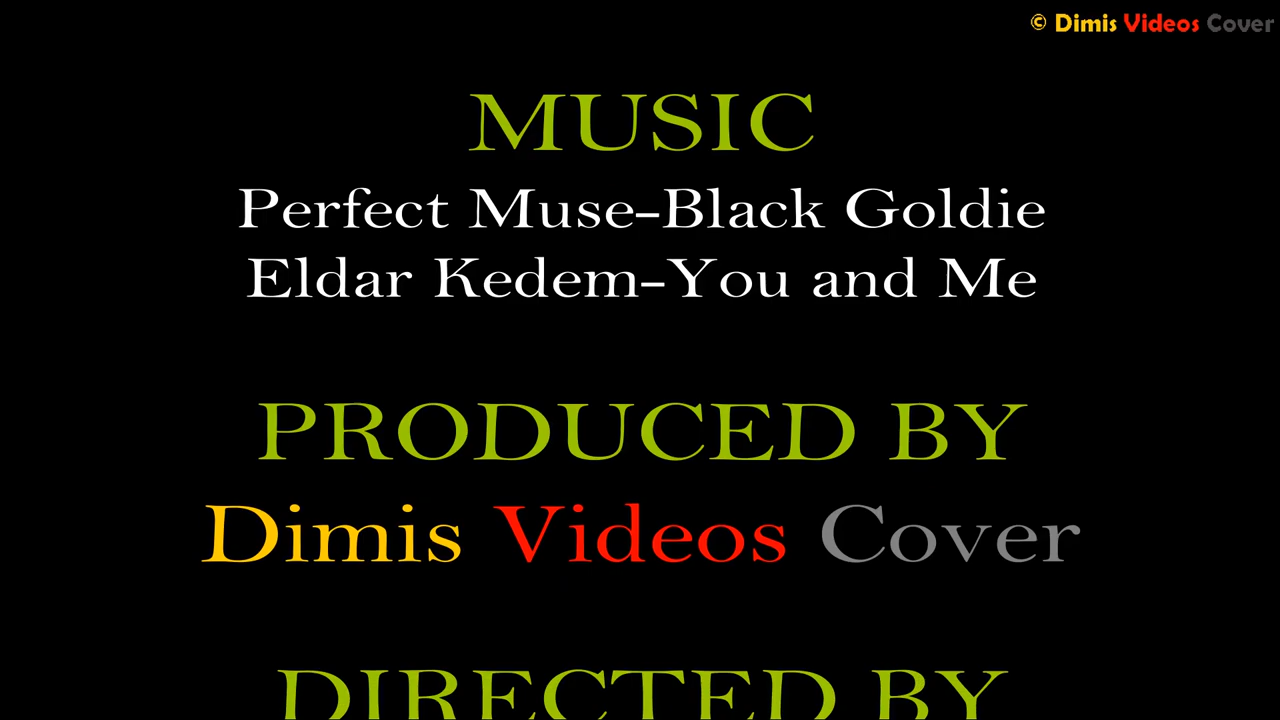 © Dimis Videos Cover
MUSIC
Perfect Muse-Black Goldie
Eldar Kedem-You and Me
PRODUCED BY
Dimis Videos Cover
DIRECTED BY